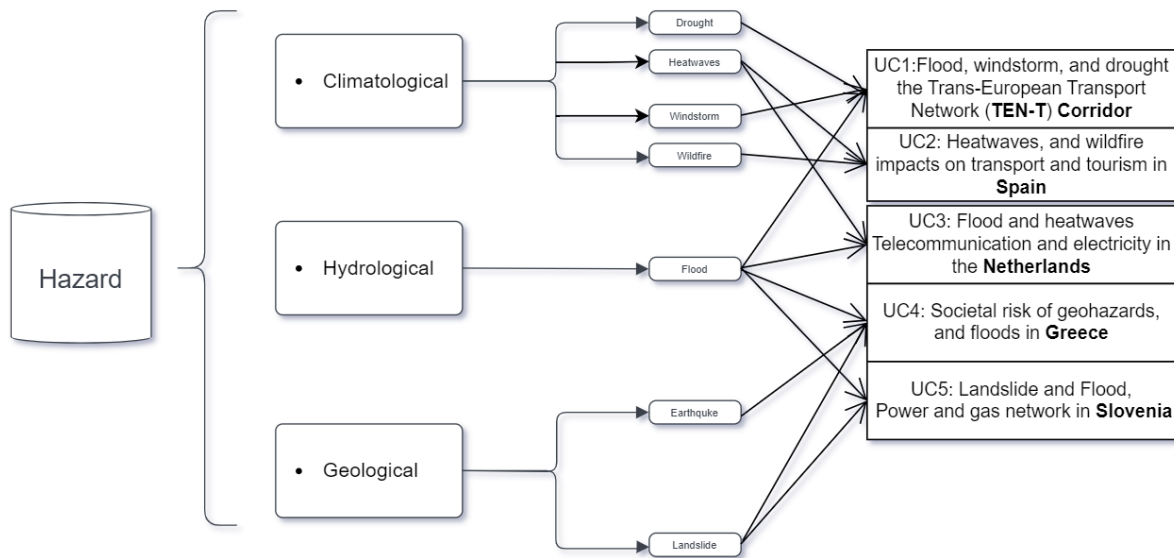 Hazard
• Climatological
• Hydrological
• Geological
Drought
Heatwaves
Windstorm
Wildfire
Flood
Earthquke
Landslide
UC1:Flood, windstorm, and drought
the Trans-European Transport
Network (TEN-T) Corridor
UC2: Heatwaves, and wildfire
impacts on transport and tourism in
Spain
UC3: Flood and heatwaves
Telecommunication and electricity in
the Netherlands
UC4: Societal risk of geohazards,
and floods in Greece
UC5: Landslide and Flood,
Power and gas network in Slovenia